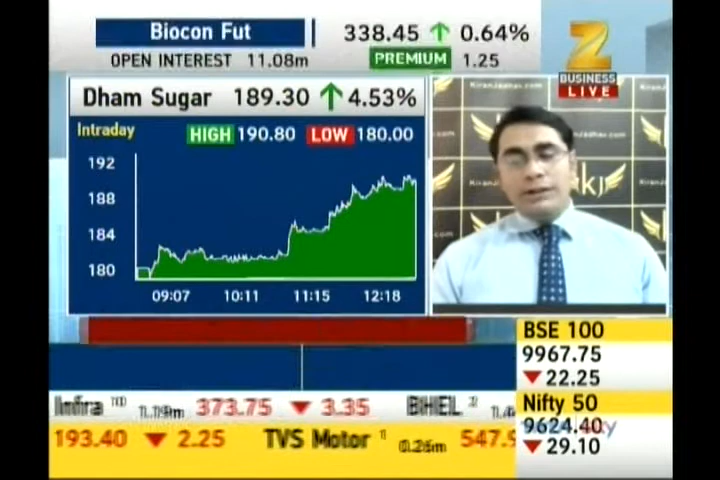 Biocon Fut 338.45 0.64%
OPEN INTEREST 11.08m PREMIUM 1.25
Z
BUSINESS
LIVE
Dham Sugar 189.30 4.53%
Intraday HIGH 190.80 LOW 180.00
192
188
184
180
09:07 10:11 11:15 12:18
kj
BSE 100
9967.75
22.25
Nifty 50
9624.40
29.10
Infra 373.75 3.35 BHEL
193.40 2.25 TVS Motor 0.26m 547.9